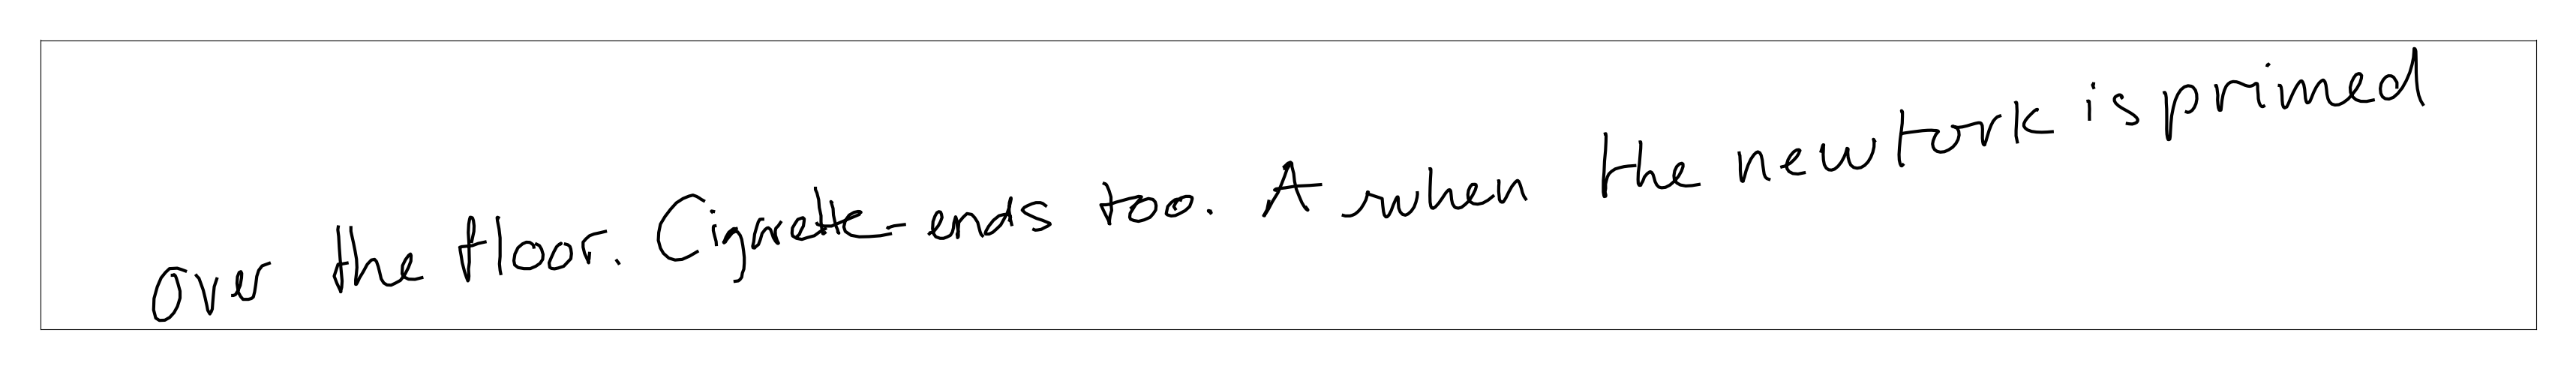 Over the floor. Cigarette-ends too. A when the newtork is primed